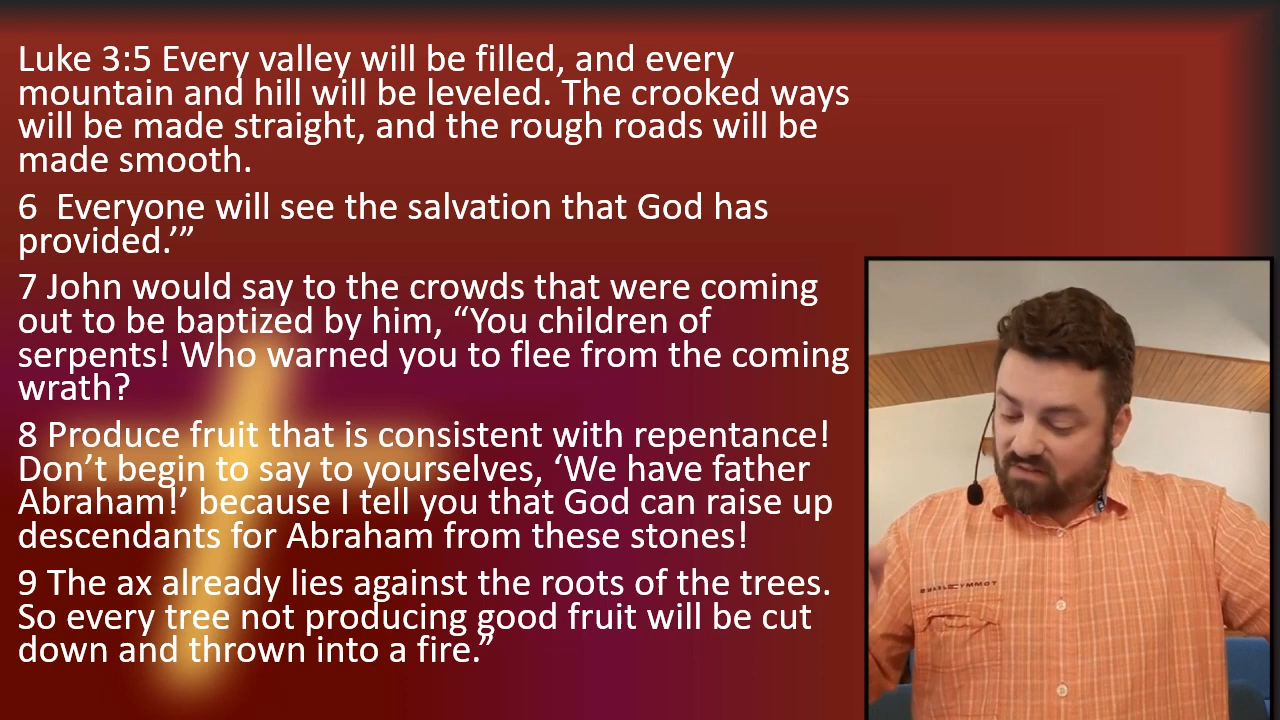 Luke 3:5 Every valley will be filled, and every
mountain and hill will be leveled. The crooked ways
will be made straight, and the rough roads will be
made smooth.
6  Everyone will see the salvation that God has
provided.’”
7 John would say to the crowds that were coming
out to be baptized by him, “You children of
serpents! Who warned you to flee from the coming
wrath?
8 Produce fruit that is consistent with repentance!
Don’t begin to say to yourselves, ‘We have father
Abraham!’ because I tell you that God can raise up
descendants for Abraham from these stones!
9 The ax already lies against the roots of the trees.
So every tree not producing good fruit will be cut
down and thrown into a fire.”